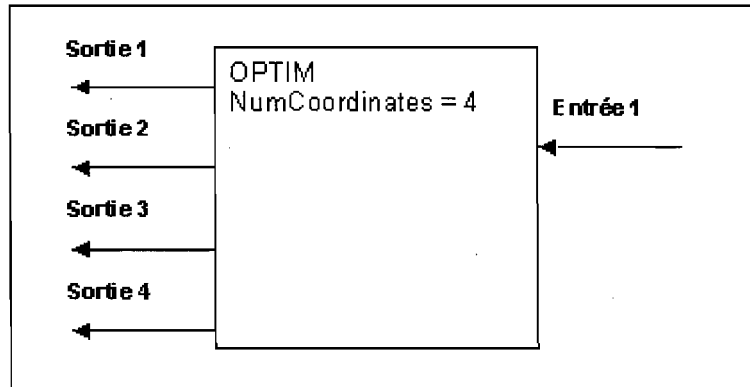 Sortie 1
OPTIM
NumCoordinates = 4
Entrée 1
Sortie 2
Sortie 3
Sortie 4